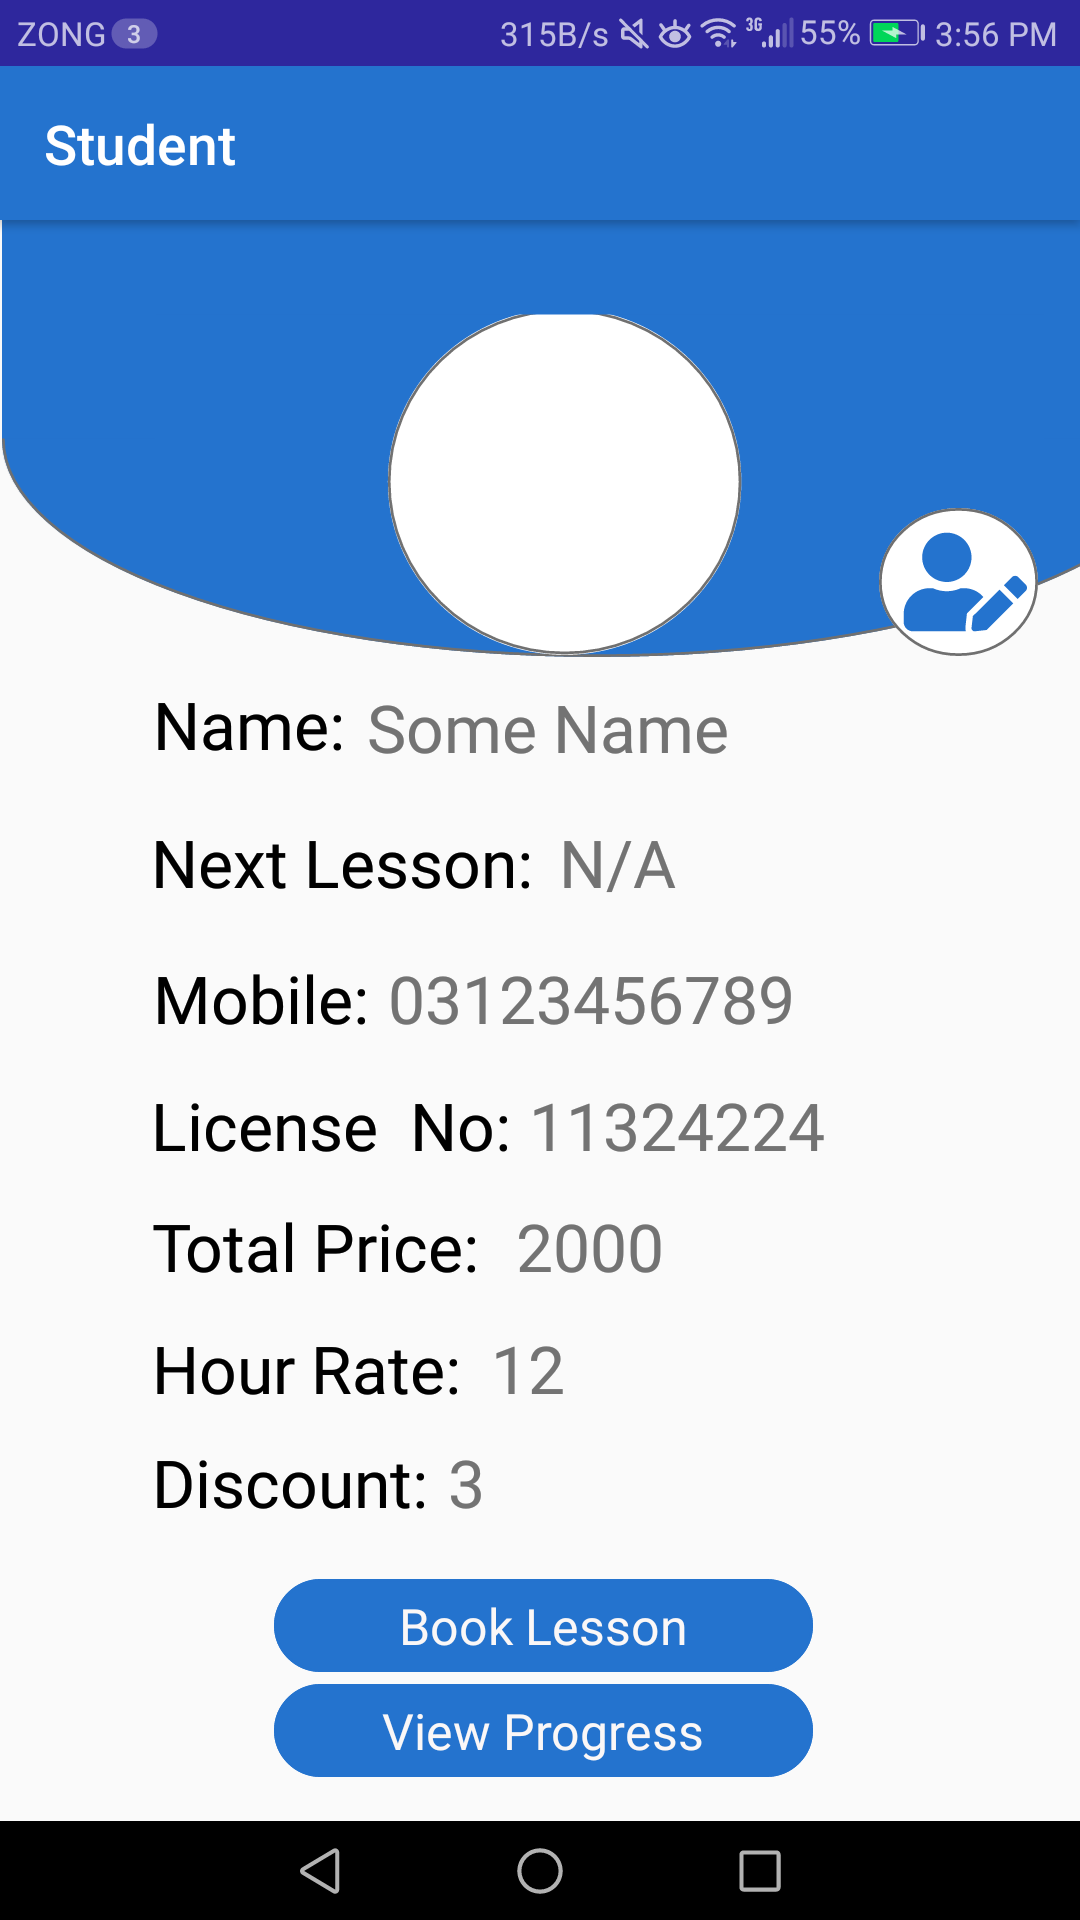 ZONG 3 315B/s 3G 55% 3:56 PM
Student
Name: Some Name
Next Lesson: N/A
Mobile: 03123456789
License  No: 11324224
Total Price: 2000
Hour Rate: 12
Discount: 3
Book Lesson
View Progress